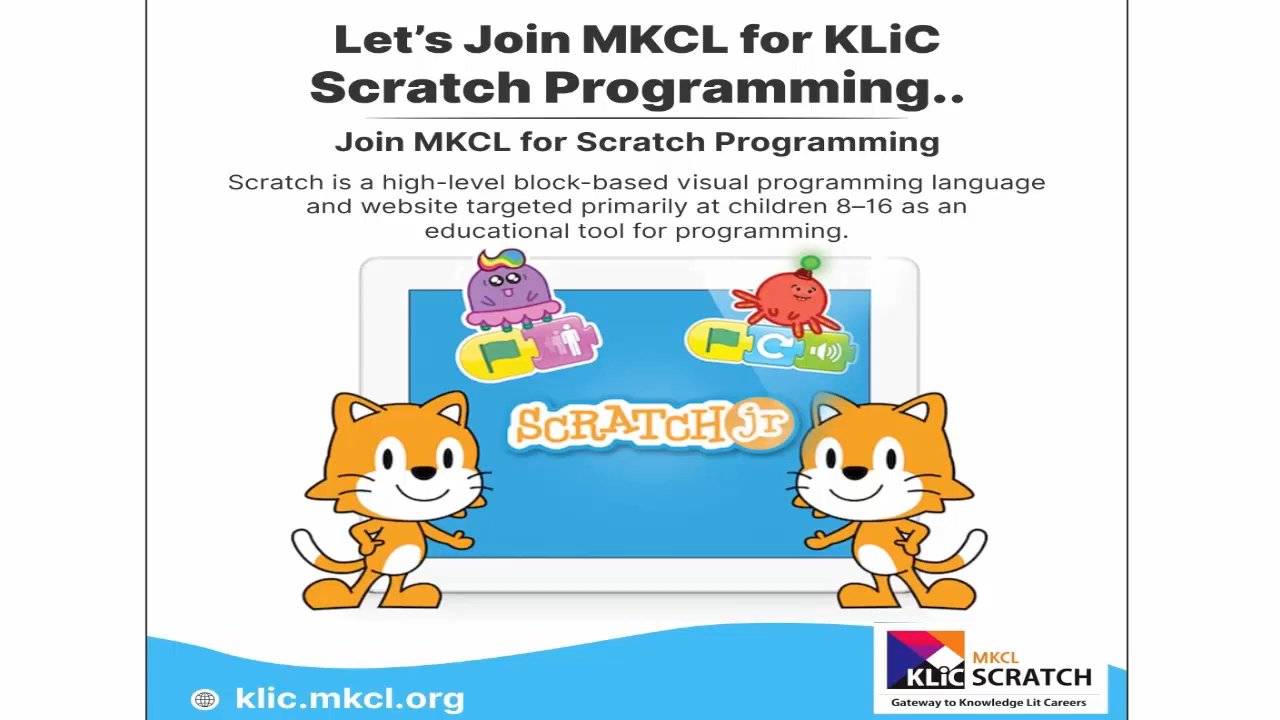 Let's Join MKCL for KLiC
Scratch Programming..
Join MKCL for Scratch Programming
Scratch is a high-level block-based visual programming language
and website targeted primarily at children 8–16 as an
educational tool for programming.
SCRATCH jr
klic.mkcl.org
MKCL
KLiC SCRATCH
Gateway to Knowledge Lit Careers